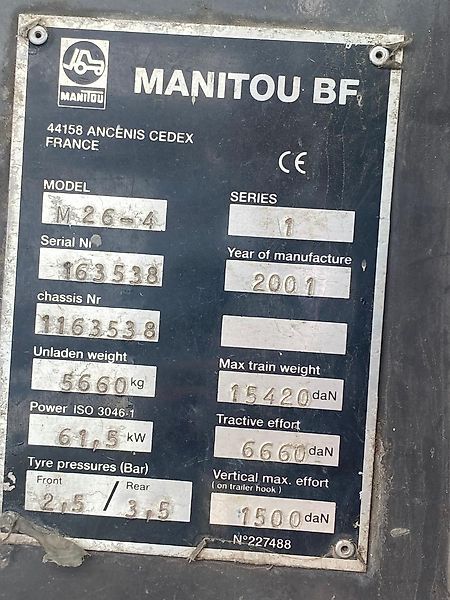 MANITOU
MANITOU BF
44158 ANCENIS CEDEX
FRANCE
CE
MODEL
M 26-4
SERIES
1
Serial Nr
163538
Year of manufacture
2001
chassis Nr
1163538
Unladen weight
5660 kg
Max train weight
15420 daN
Power ISO 3046-1
61,5 kW
Tractive effort
6660 daN
Tyre pressures (Bar)
Front / Rear
2,5 / 3,5
Vertical max. effort
(on trailer hook)
1500 daN
N°227488